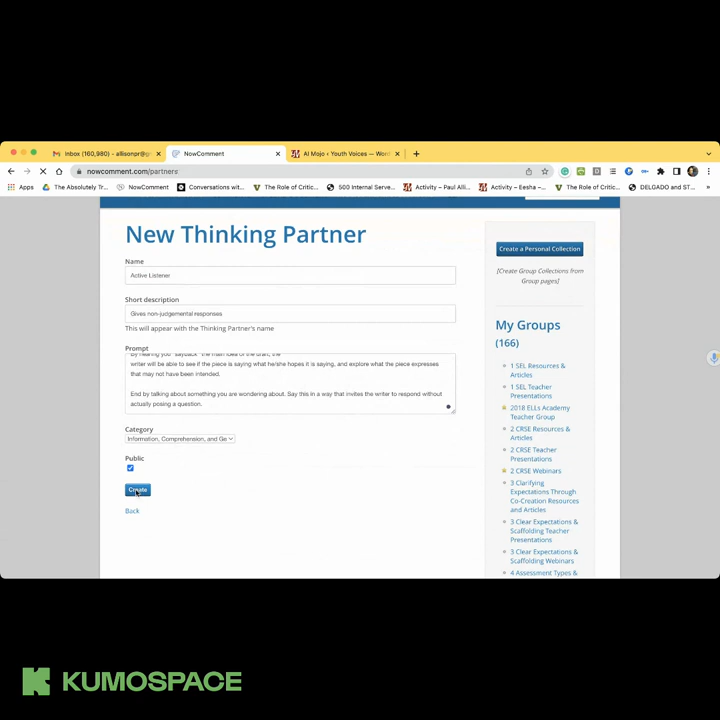 Inbox (160,980) - allisonpr@p
NowComment
AI Mojo ‹ Youth Voices — Wor
nowcomment.com/partners
Apps
The Absolutely Tr...
NowComment
Conversations wit...
The Role of Critic...
500 Internal Serve...
Activity – Paul Alli...
Activity – Eesha –...
The Role of Critic...
DELGADO and ST...
»
New Thinking Partner
Name
Active Listener
Short description
Gives non-judgemental responses
This will appear with the Thinking Partner's name
Prompt
writer will be able to see if the piece is saying what he/she hopes it is saying, and explore what the piece expresses
that may not have been intended.
End by talking about something you are wondering about. Say this in a way that invites the writer to respond without
actually posing a question.
Category
Information, Comprehension, and Ge
Public
Create
Back
Create a Personal Collection
[Create Group Collections from
Group pages]
My Groups
(166)
1 SEL Resources &
Articles
1 SEL Teacher
Presentations
2018 ELLs Academy
Teacher Group
2 CRSE Resources &
Articles
2 CRSE Teacher
Presentations
2 CRSE Webinars
3 Clarifying
Expectations Through
Co-Creation Resources
and Articles
3 Clear Expectations &
Scaffolding Teacher
Presentations
3 Clear Expectations &
Scaffolding Webinars
4 Assessment Types &
KUMOSPACE